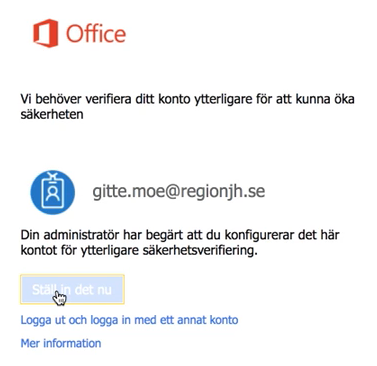 Office
Vi behöver verifiera ditt konto ytterligare för att kunna öka
säkerheten
gitte.moe@regionjh.se
Din administratör har begärt att du konfigurerar det här
kontot för ytterligare säkerhetsverifiering.
Ställ in det nu
Logga ut och logga in med ett annat konto
Mer information